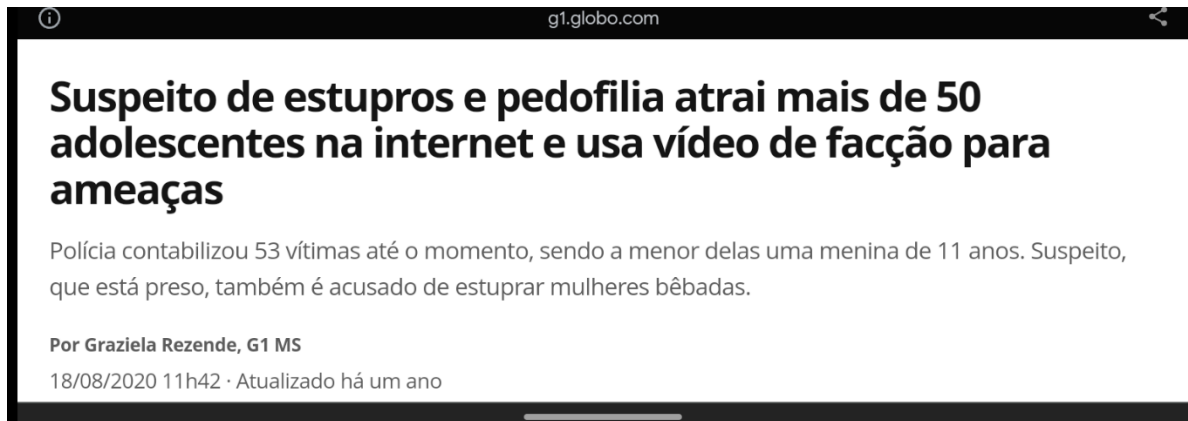 g1.globo.com
Suspeito de estupros e pedofilia atrai mais de 50
adolescentes na internet e usa vídeo de facção para
ameaças
Polícia contabilizou 53 vítimas até o momento, sendo a menor delas uma menina de 11 anos. Suspeito,
que está preso, também é acusado de estuprar mulheres bêbadas.
Por Graziela Rezende, G1 MS
18/08/2020 11h42 · Atualizado há um ano